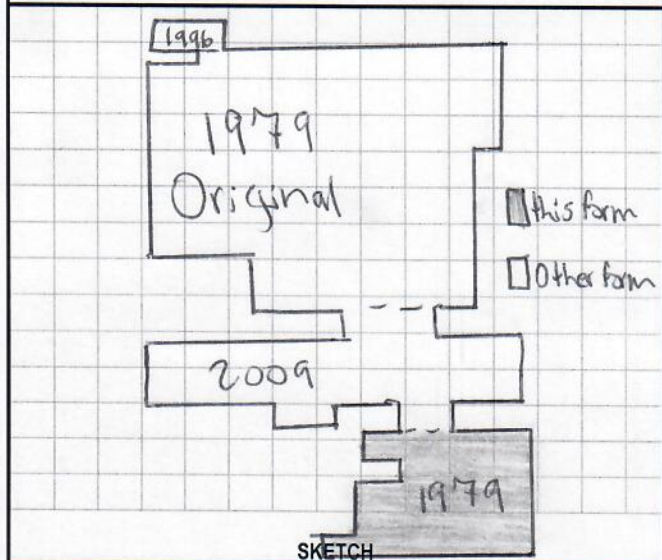 1996
1979
Original
this form
Other form
2009
1979
SKETCH